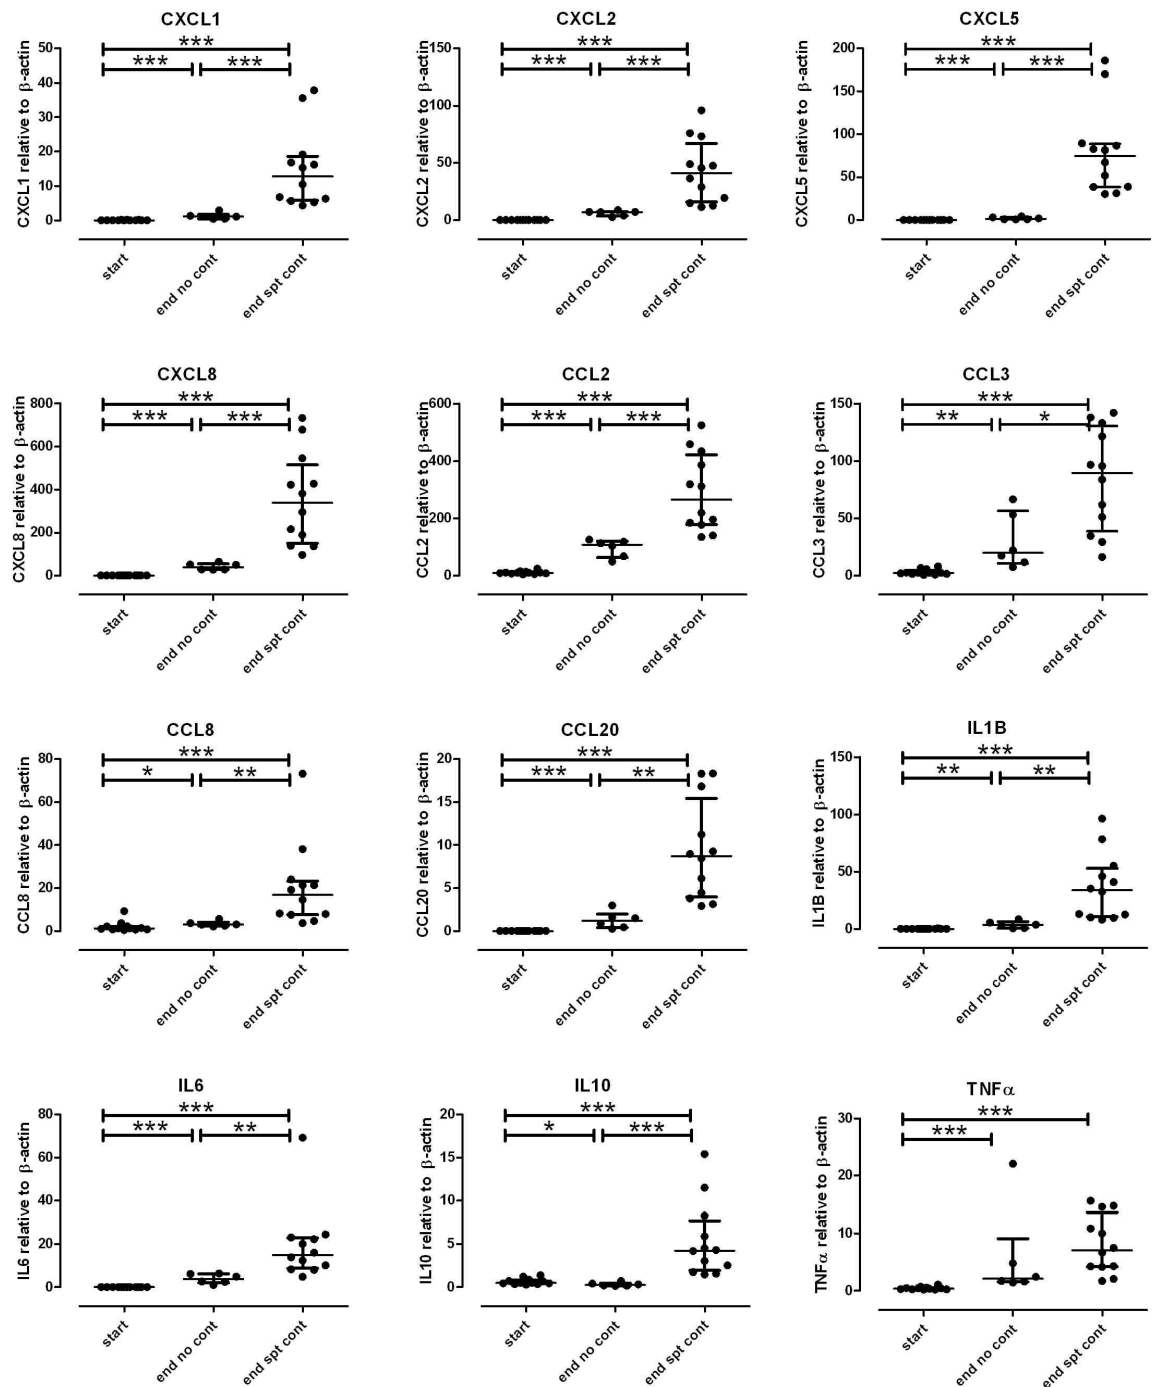 CXCL1
CXCL1 relative to β-actin
50
40
30
20
10
0
***
***
***
start
end no cont
end spt cont
CXCL2
CXCL2 relative to β-actin
150
100
50
0
***
***
***
start
end no cont
end spt cont
CXCL5
CXCL5 relative to β-actin
200
150
100
50
0
***
***
***
start
end no cont
end spt cont
CXCL8
CXCL8 relative to β-actin
800
600
400
200
0
***
***
***
start
end no cont
end spt cont
CCL2
CCL2 relative to β-actin
600
400
200
0
***
***
***
start
end no cont
end spt cont
CCL3
CCL3 relaitve to β-actin
150
100
50
0
***
**
*
start
end no cont
end spt cont
CCL8
CCL8 relative to β-actin
80
60
40
20
0
***
*
**
start
end no cont
end spt cont
CCL20
CCL20 relative to β-actin
20
15
10
5
0
***
***
**
start
end no cont
end spt cont
IL1B
IL1B relative to β-actin
150
100
50
0
***
**
**
start
end no cont
end spt cont
IL6
IL6 relative to β-actin
80
60
40
20
0
***
***
**
start
end no cont
end spt cont
IL10
IL10 relative to β-actin
20
15
10
5
0
***
*
***
start
end no cont
end spt cont
TNFα
TNFα relative to β-actin
30
20
10
0
***
***
start
end no cont
end spt cont